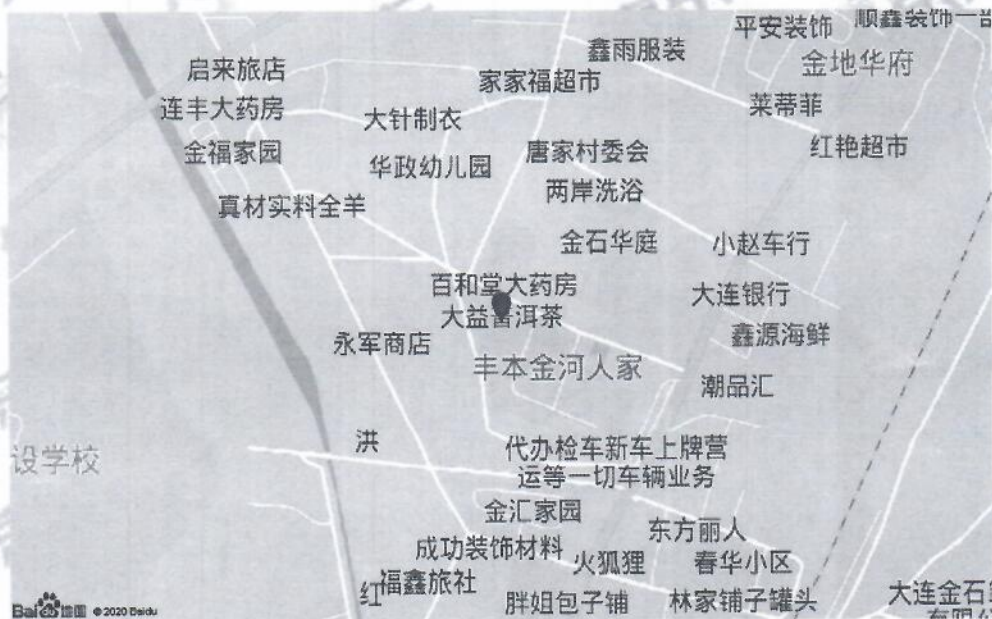 平安装饰
顺鑫装饰一部
鑫雨服装
金地华府
启来旅店
家家福超市
连丰大药房
莱蒂菲
大针制衣
金福家园
华政幼儿园
唐家村委会
红艳超市
两岸洗浴
真材实料全羊
金石华庭
小赵车行
百和堂大药房
大连银行
大益普洱茶
永军商店
鑫源海鲜
丰本金河人家
潮品汇
洪
代办检车新车上牌营
运等一切车辆业务
设学校
金汇家园
东方丽人
成功装饰材料
火狐狸
春华小区
红
福鑫旅社
胖姐包子铺
林家铺子罐头
大连金石
有限公
Bai地图 © 2020 Baidu